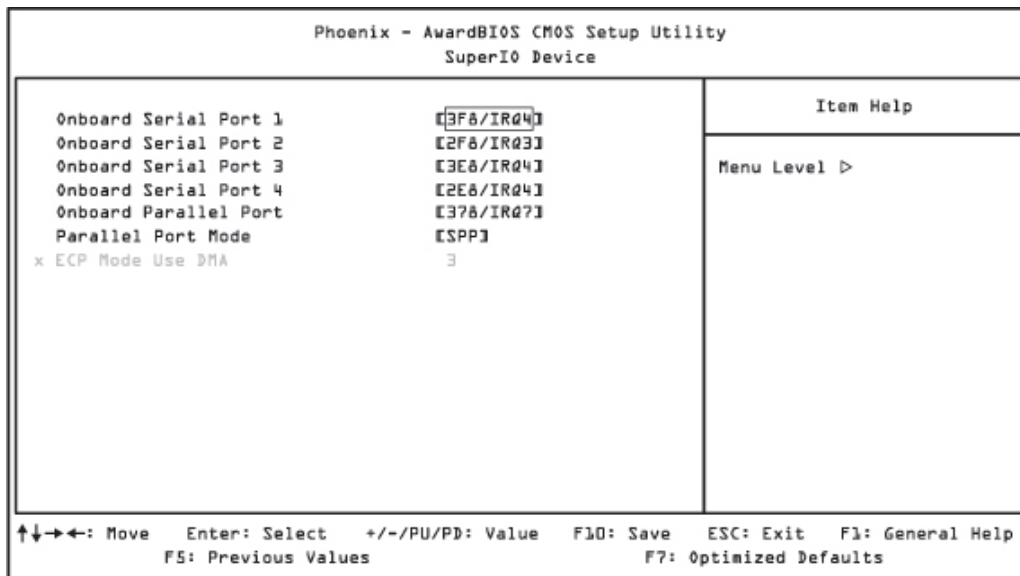 Phoenix - AwardBIOS CMOS Setup Utility
SuperIO Device
Onboard Serial Port 1 [3F8/IRQ4]
Onboard Serial Port 2 [2F8/IRQ3]
Onboard Serial Port 3 [3E8/IRQ4]
Onboard Serial Port 4 [2E8/IRQ4]
Onboard Parallel Port [378/IRQ7]
Parallel Port Mode [SPP]
x ECP Mode Use DMA 3
Item Help
Menu Level ▷
↑↓→←: Move Enter: Select +/-/PU/PD: Value F10: Save ESC: Exit F1: General Help
F5: Previous Values F7: Optimized Defaults